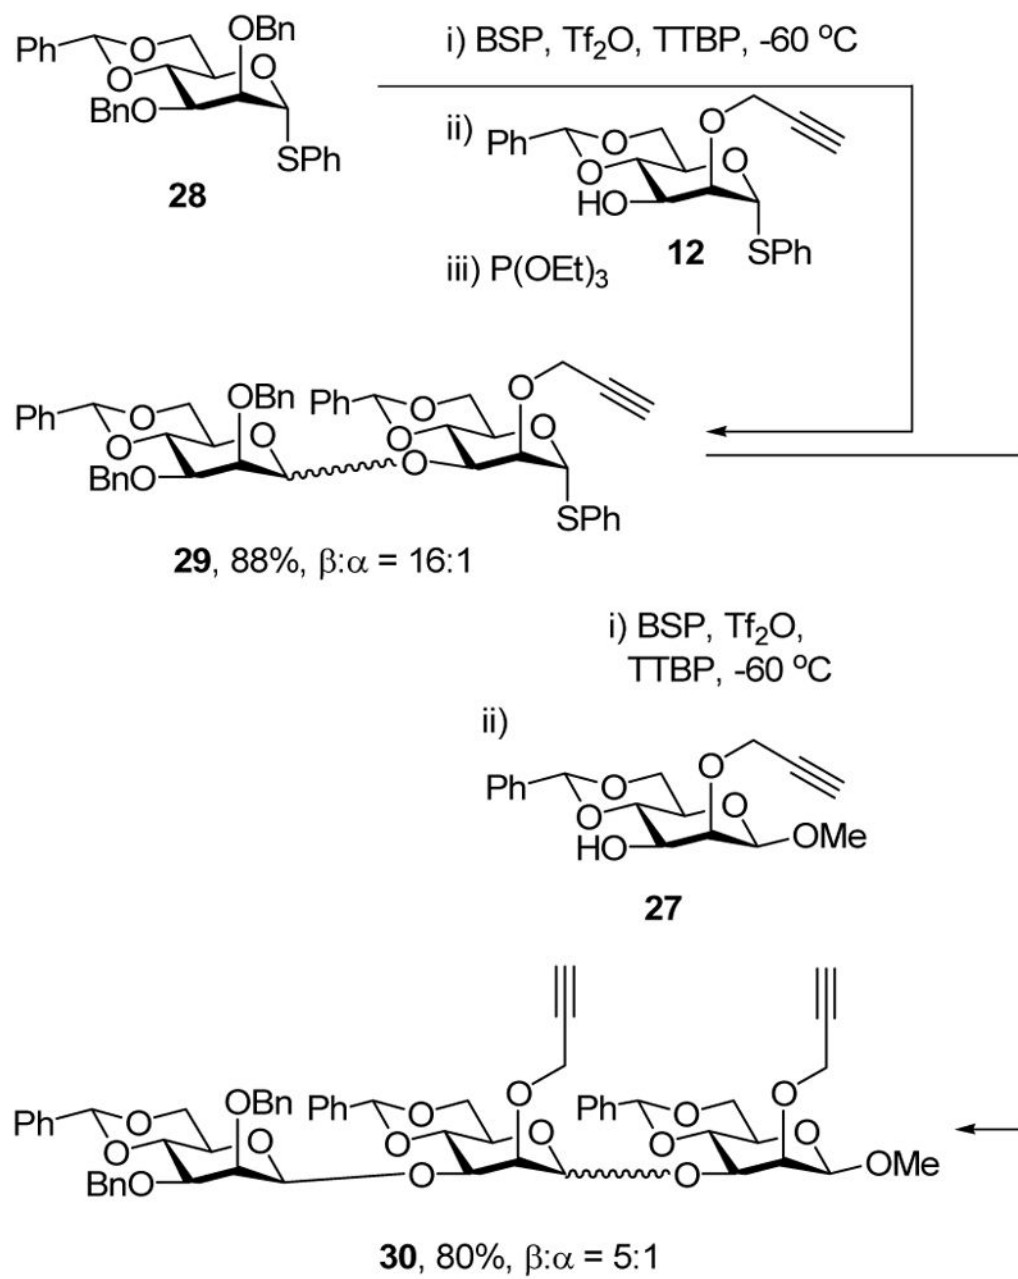 Ph O O OBn O BnO SPh
28
i) BSP, Tf₂O, TTBP, -60 °C
ii) Ph O O O O HO SPh
12
iii) P(OEt)₃
Ph O O OBn O BnO O Ph O O O O SPh
29, 88%, β:α = 16:1
i) BSP, Tf₂O,
TTBP, -60 °C
ii)
Ph O O O O HO OMe
27
Ph O O OBn O BnO O Ph O O O O O Ph O O O O OMe
30, 80%, β:α = 5:1